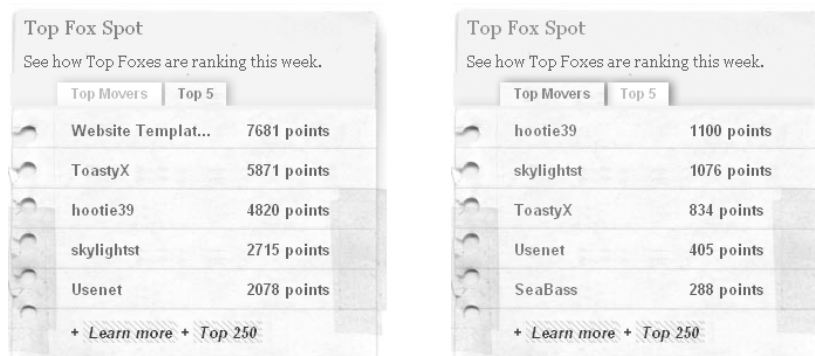 Top Fox Spot
See how Top Foxes are ranking this week.
Top Movers Top 5
Website Templat... 7681 points
ToastyX 5871 points
hootie39 4820 points
skylightst 2715 points
Usenet 2078 points
+ Learn more + Top 250
Top Fox Spot
See how Top Foxes are ranking this week.
Top Movers Top 5
hootie39 1100 points
skylightst 1076 points
ToastyX 834 points
Usenet 405 points
SeaBass 288 points
+ Learn more + Top 250